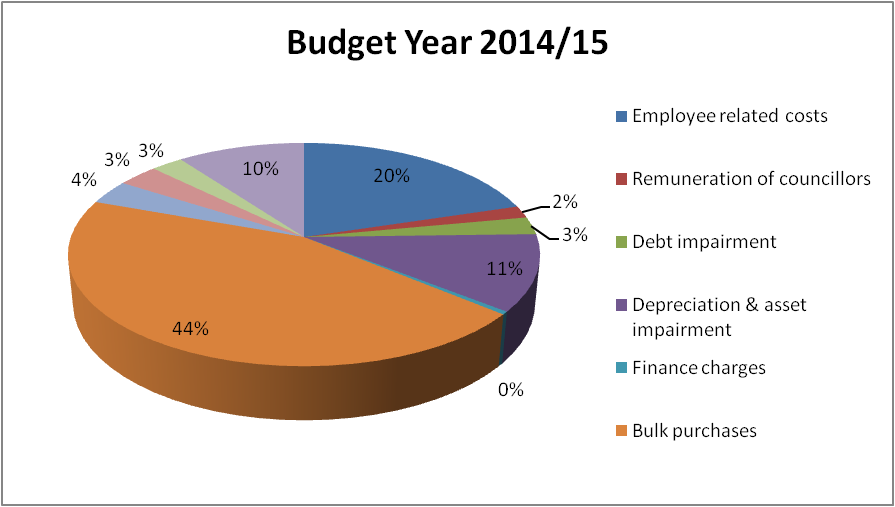 Budget Year 2014/15
3%
3%
4%
10%
20%
2%
3%
11%
0%
44%
Employee related costs
Remuneration of councillors
Debt impairment
Depreciation & asset
impairment
Finance charges
Bulk purchases